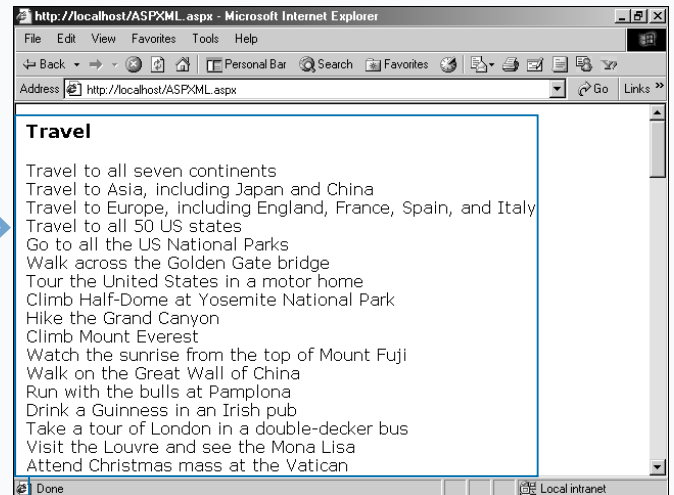 http://localhost/ASPXML.aspx - Microsoft Internet Explorer
File Edit View Favorites Tools Help
Back Personal Bar Search Favorites
Address http://localhost/ASPXML.aspx Go Links »
Travel
Travel to all seven continents
Travel to Asia, including Japan and China
Travel to Europe, including England, France, Spain, and Italy
Travel to all 50 US states
Go to all the US National Parks
Walk across the Golden Gate bridge
Tour the United States in a motor home
Climb Half-Dome at Yosemite National Park
Hike the Grand Canyon
Climb Mount Everest
Watch the sunrise from the top of Mount Fuji
Walk on the Great Wall of China
Run with the bulls at Pamplona
Drink a Guinness in an Irish pub
Take a tour of London in a double-decker bus
Visit the Louvre and see the Mona Lisa
Attend Christmas mass at the Vatican
Done Local intranet